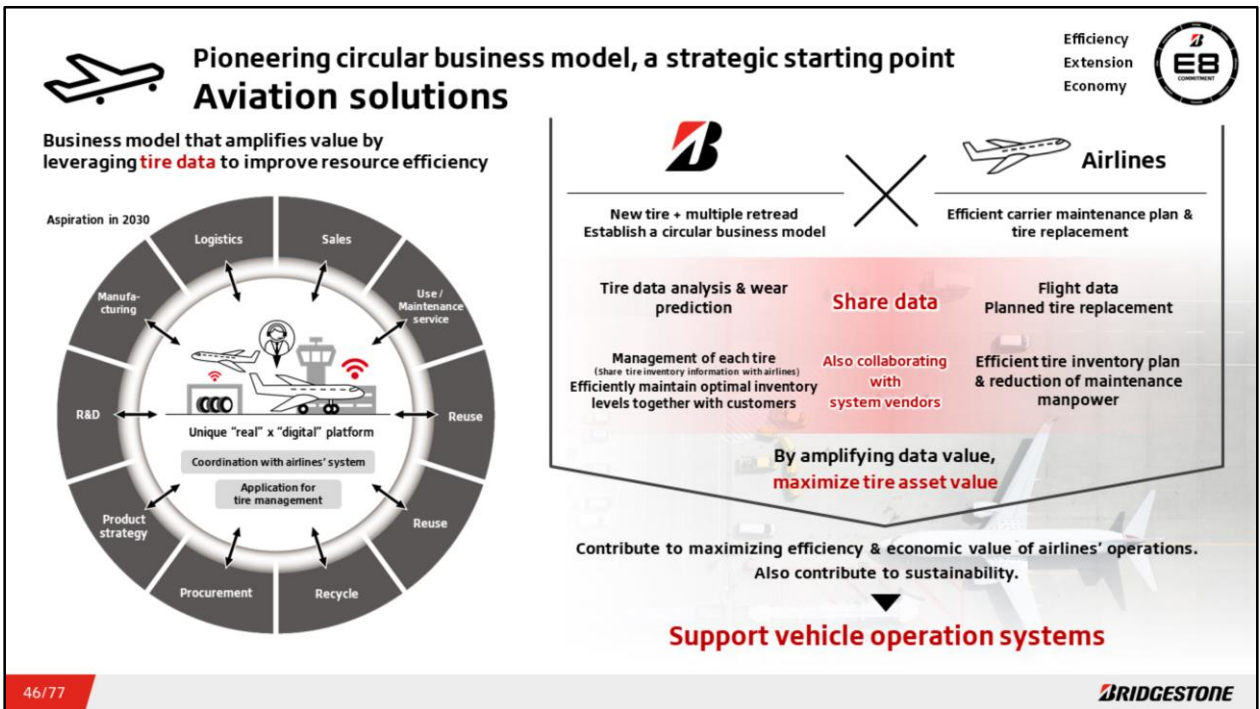 Pioneering circular business model, a strategic starting point
Aviation solutions
Efficiency
Extension
Economy
E8
COMMITMENT
Business model that amplifies value by
leveraging tire data to improve resource efficiency
Aspiration in 2030
Logistics
Sales
Manufa-
cturing
Use /
Maintenance
service
R&D
Reuse
Product
strategy
Reuse
Procurement
Recycle
Unique “real” x “digital” platform
Coordination with airlines’ system
Application for
tire management
B
Airlines
New tire + multiple retread
Establish a circular business model
Efficient carrier maintenance plan &
tire replacement
Tire data analysis & wear
prediction
Share data
Flight data
Planned tire replacement
Management of each tire
(Share tire inventory information with airlines)
Efficiently maintain optimal inventory
levels together with customers
Also collaborating
with
system vendors
Efficient tire inventory plan
& reduction of maintenance
manpower
By amplifying data value,
maximize tire asset value
Contribute to maximizing efficiency & economic value of airlines’ operations.
Also contribute to sustainability.
Support vehicle operation systems
46/77
BRIDGESTONE